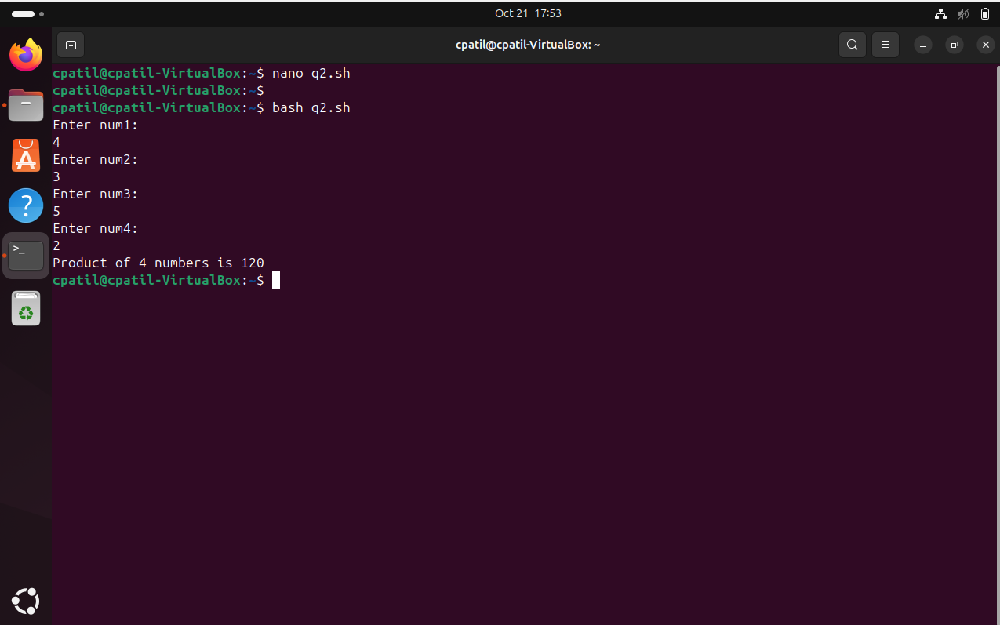 Oct 21 17:53
cpatil@cpatil-VirtualBox: ~
cpatil@cpatil-VirtualBox:~$ nano q2.sh
cpatil@cpatil-VirtualBox:~$
cpatil@cpatil-VirtualBox:~$ bash q2.sh
Enter num1:
4
Enter num2:
3
Enter num3:
5
Enter num4:
2
Product of 4 numbers is 120
cpatil@cpatil-VirtualBox:~$